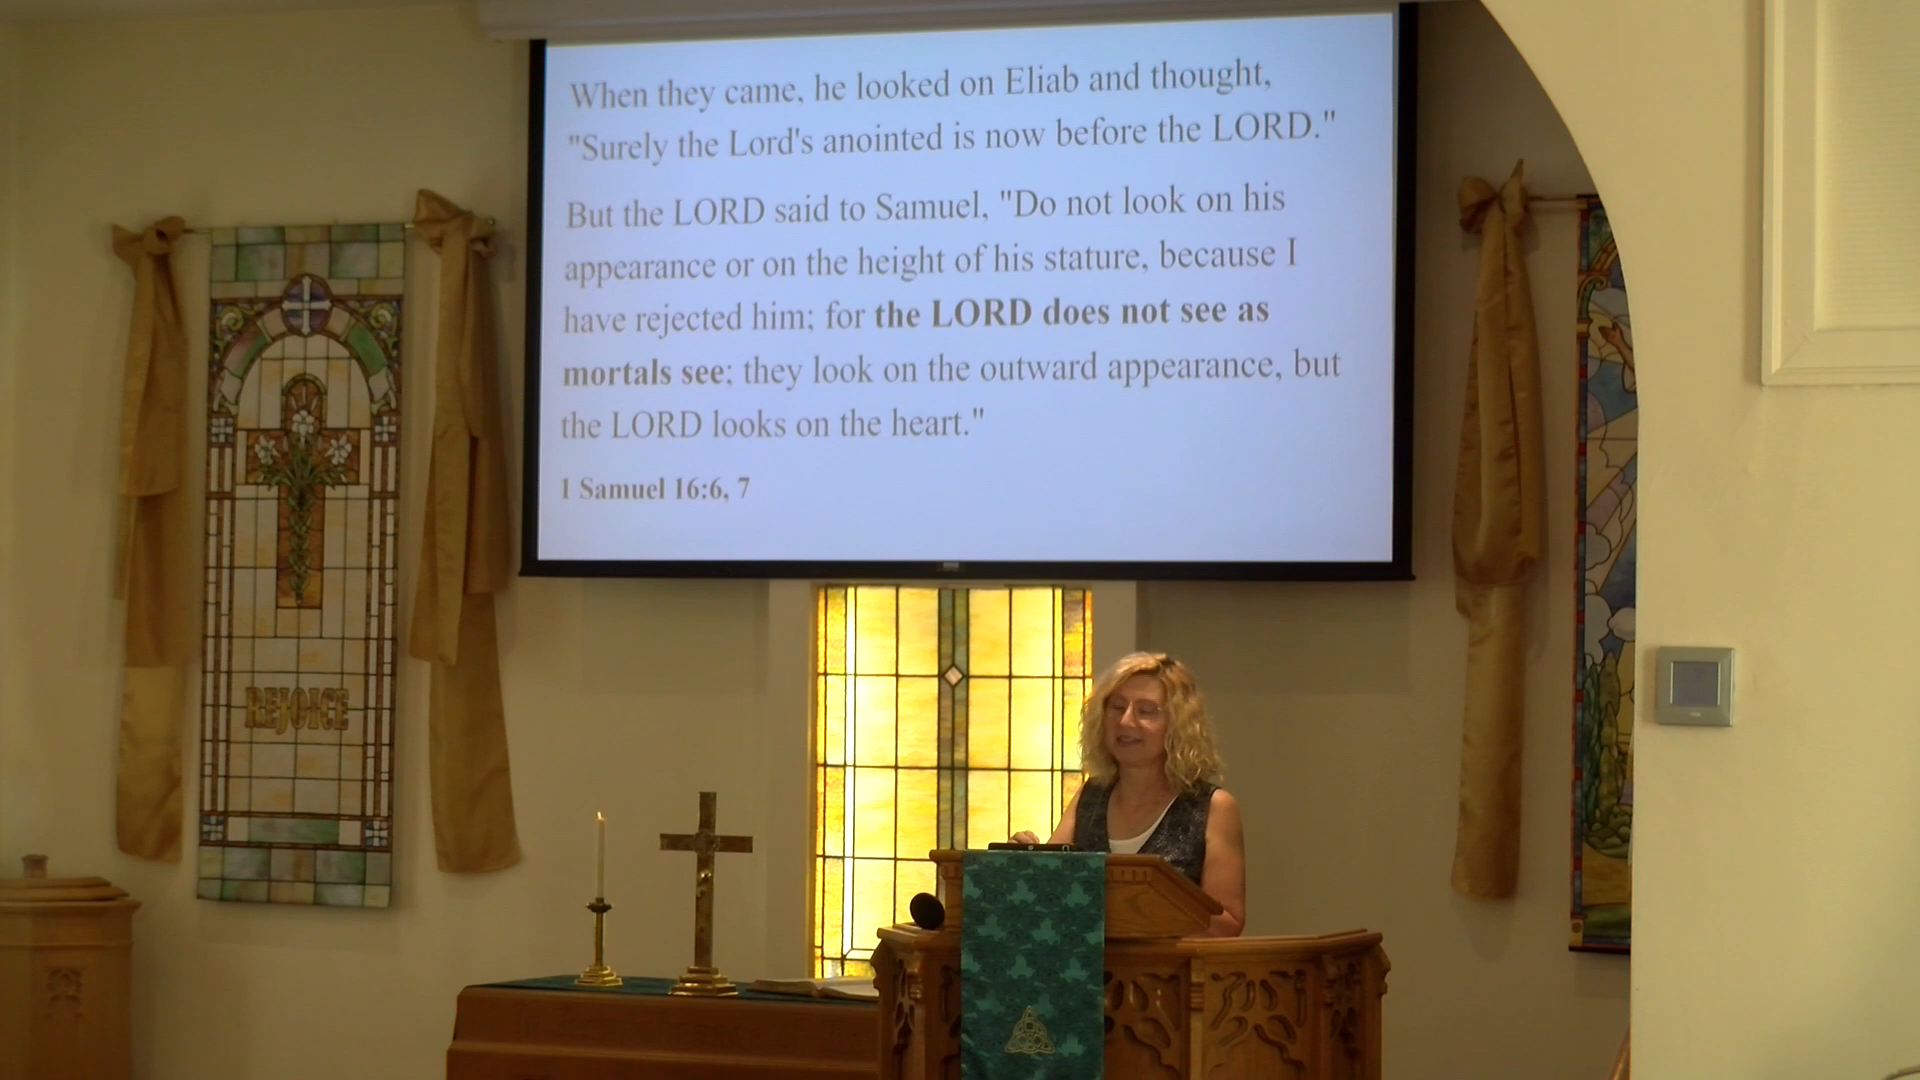 When they came, he looked on Eliab and thought,
"Surely the Lord's anointed is now before the LORD."
But the LORD said to Samuel, "Do not look on his
appearance or on the height of his stature, because I
have rejected him; for the LORD does not see as
mortals see; they look on the outward appearance, but
the LORD looks on the heart."
1 Samuel 16:6, 7
REJOICE